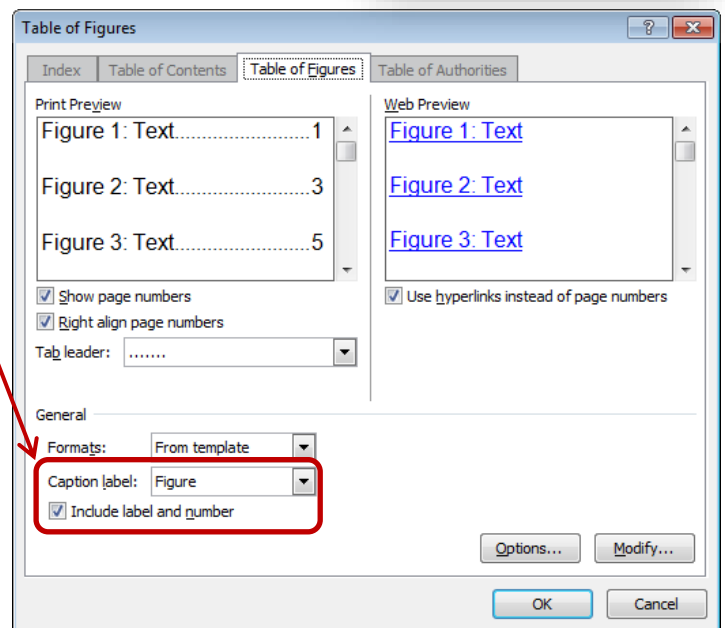 Table of Figures
Index Table of Contents Table of Figures Table of Authorities
Print Preview
Figure 1: Text.........................1
Figure 2: Text.........................3
Figure 3: Text.........................5
Show page numbers
Right align page numbers
Tab leader: .......
Web Preview
Figure 1: Text
Figure 2: Text
Figure 3: Text
Use hyperlinks instead of page numbers
General
Formats: From template
Caption label: Figure
Include label and number
Options... Modify...
OK Cancel